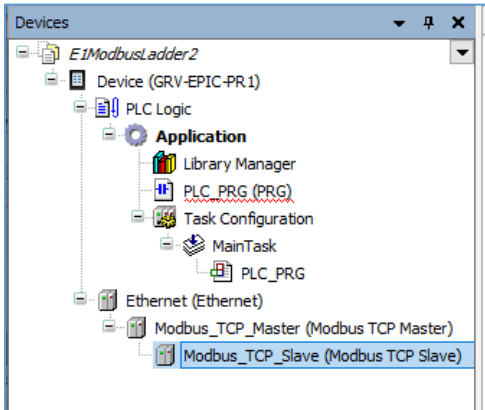 Devices
E1ModbusLadder2
Device (GRV-EPIC-PR1)
PLC Logic
Application
Library Manager
PLC_PRG (PRG)
Task Configuration
MainTask
PLC_PRG
Ethernet (Ethernet)
Modbus_TCP_Master (Modbus TCP Master)
Modbus_TCP_Slave (Modbus TCP Slave)